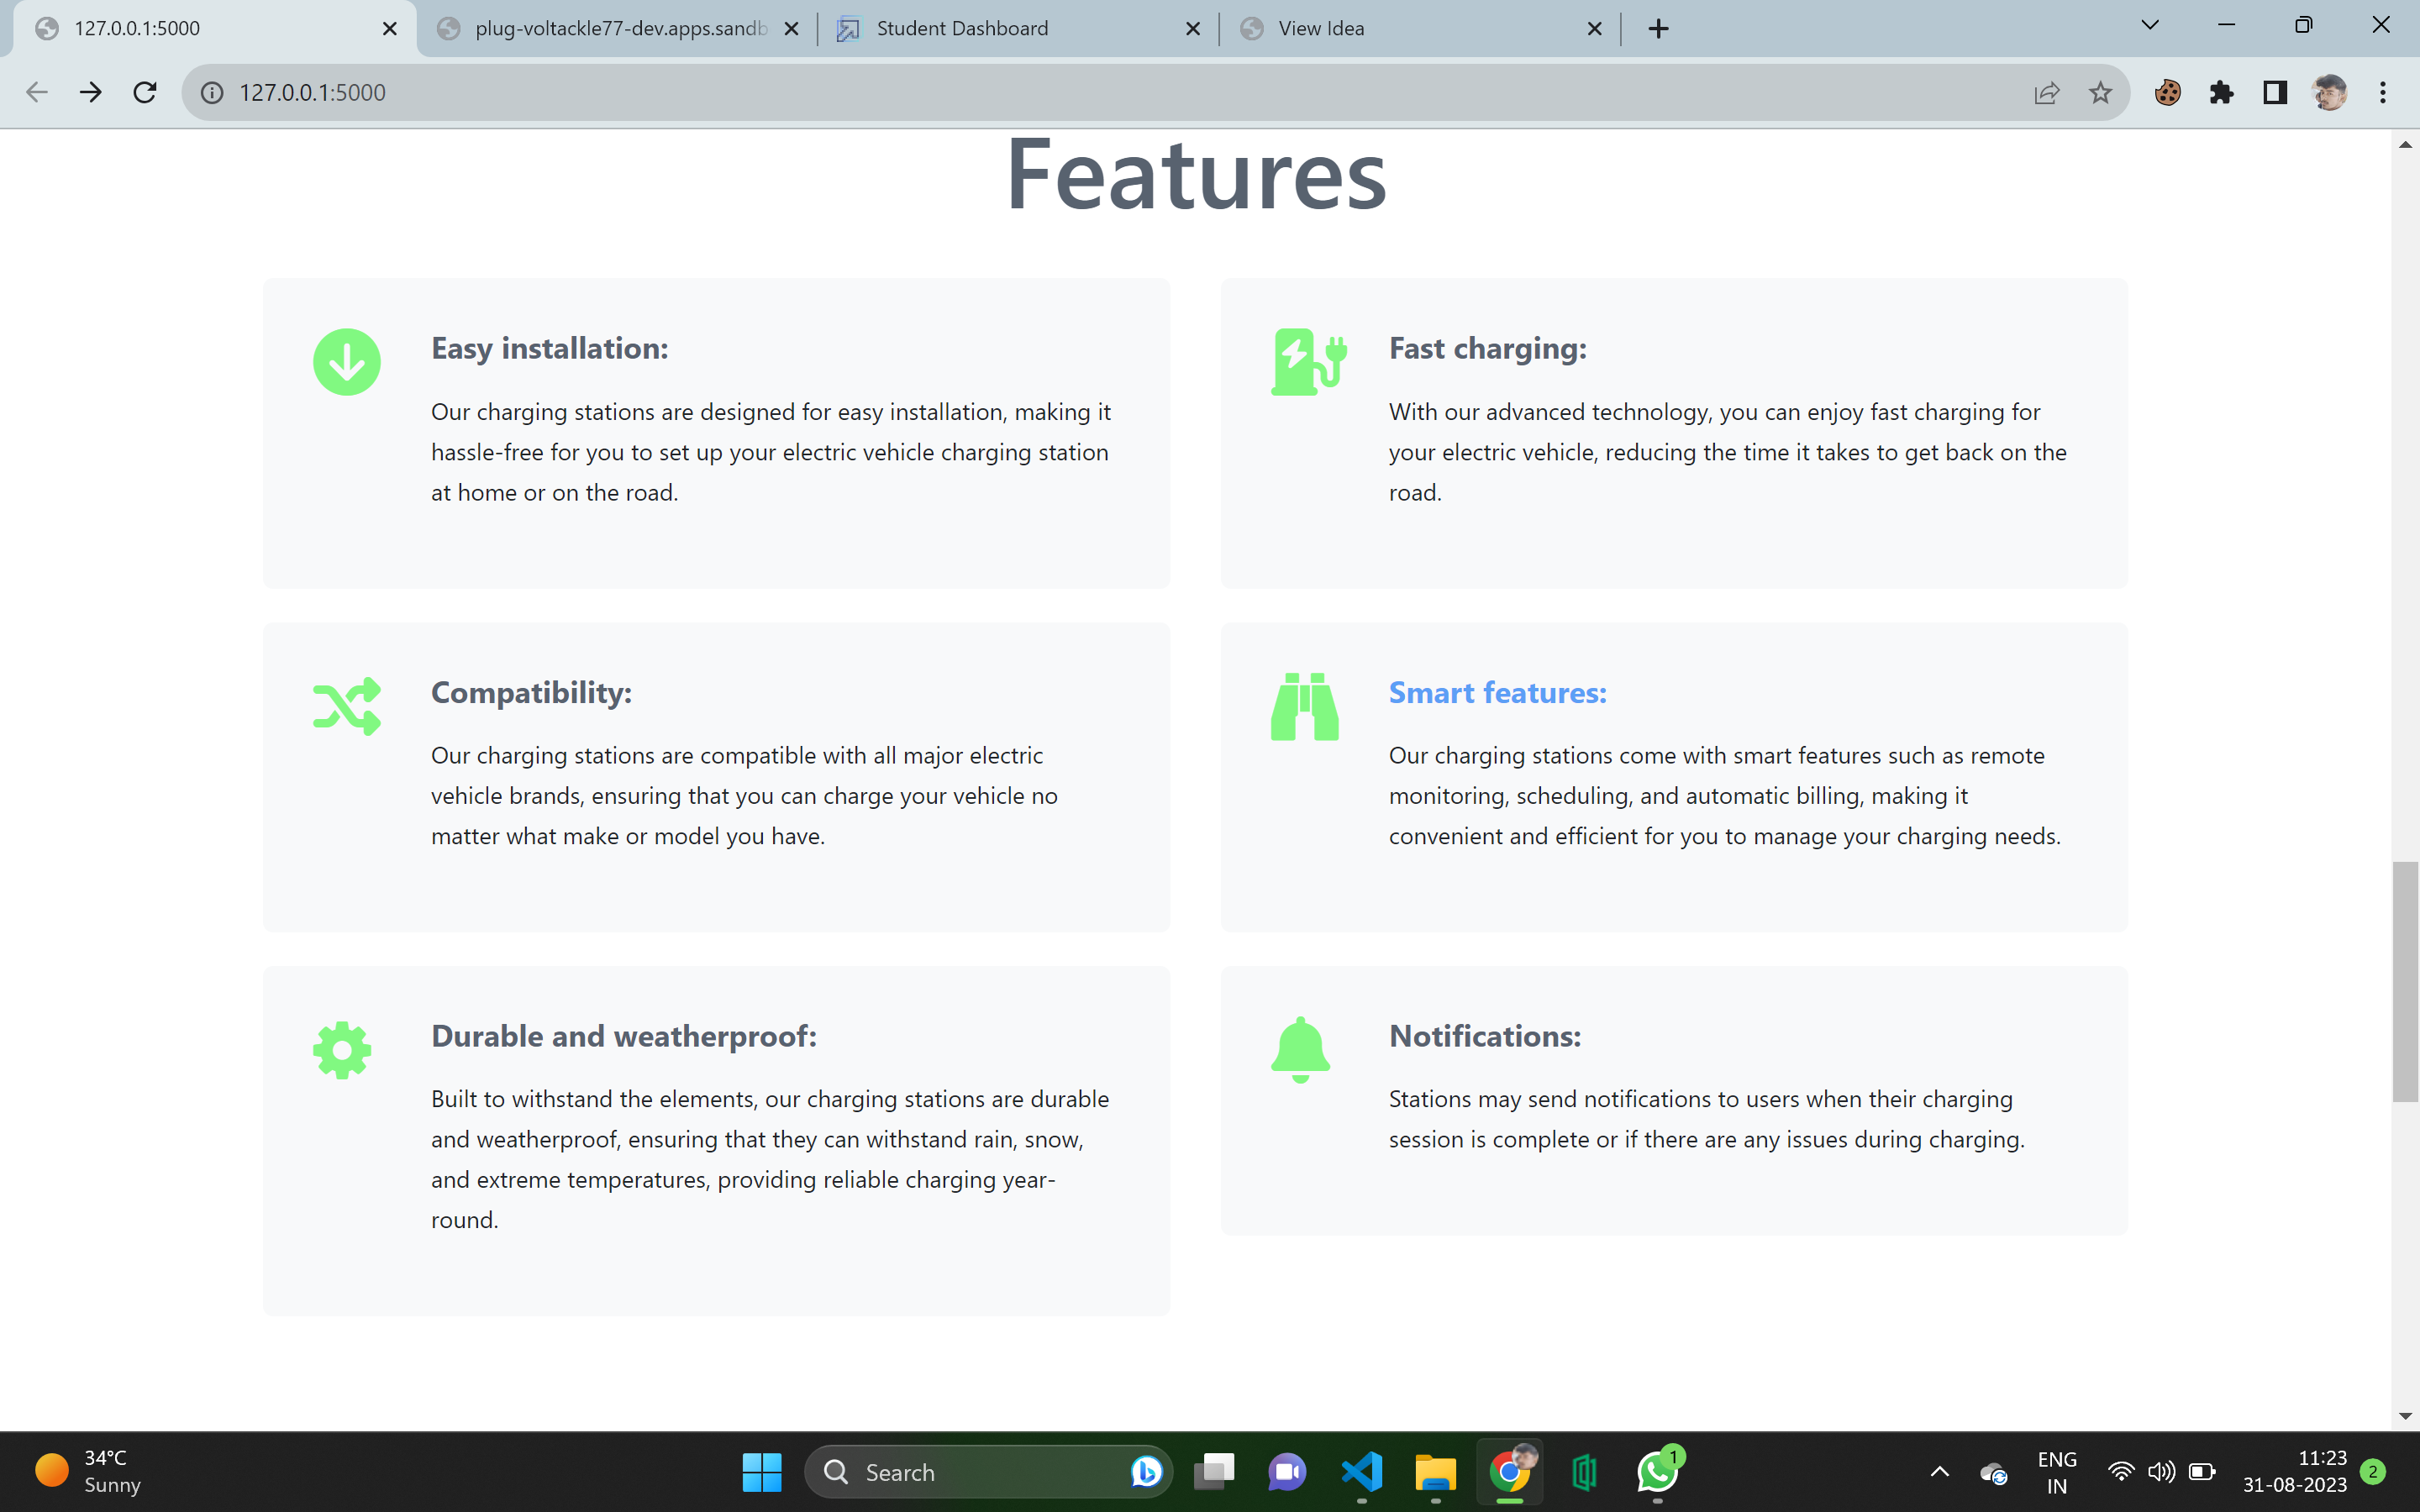 127.0.0.1:5000
plug-voltackle77-dev.apps.sandb
Student Dashboard
View Idea
127.0.0.1:5000
Features
Easy installation:
Our charging stations are designed for easy installation, making it
hassle-free for you to set up your electric vehicle charging station
at home or on the road.
Fast charging:
With our advanced technology, you can enjoy fast charging for
your electric vehicle, reducing the time it takes to get back on the
road.
Compatibility:
Our charging stations are compatible with all major electric
vehicle brands, ensuring that you can charge your vehicle no
matter what make or model you have.
Smart features:
Our charging stations come with smart features such as remote
monitoring, scheduling, and automatic billing, making it
convenient and efficient for you to manage your charging needs.
Durable and weatherproof:
Built to withstand the elements, our charging stations are durable
and weatherproof, ensuring that they can withstand rain, snow,
and extreme temperatures, providing reliable charging year-
round.
Notifications:
Stations may send notifications to users when their charging
session is complete or if there are any issues during charging.
34°C
Sunny
Search
1
ENG
IN
11:23
31-08-2023
2